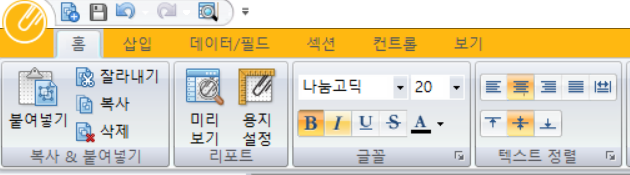 홈 삽입 데이터/필드 섹션 컨트롤 보기
붙여넣기
잘라내기
복사
삭제
복사 & 붙여넣기
미리
보기
용지
설정
리포트
나눔고딕 20
B I U S A
글꼴
텍스트 정렬